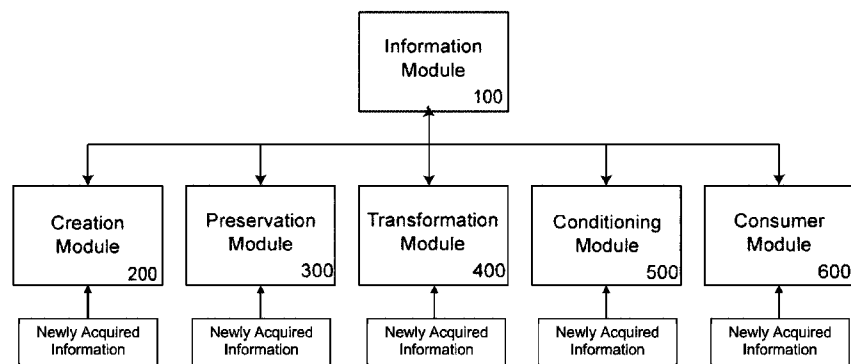 Information
Module
100
Creation
Module
200
Preservation
Module
300
Transformation
Module
400
Conditioning
Module
500
Consumer
Module
600
Newly Acquired
Information
Newly Acquired
Information
Newly Acquired
Information
Newly Acquired
Information
Newly Acquired
Information